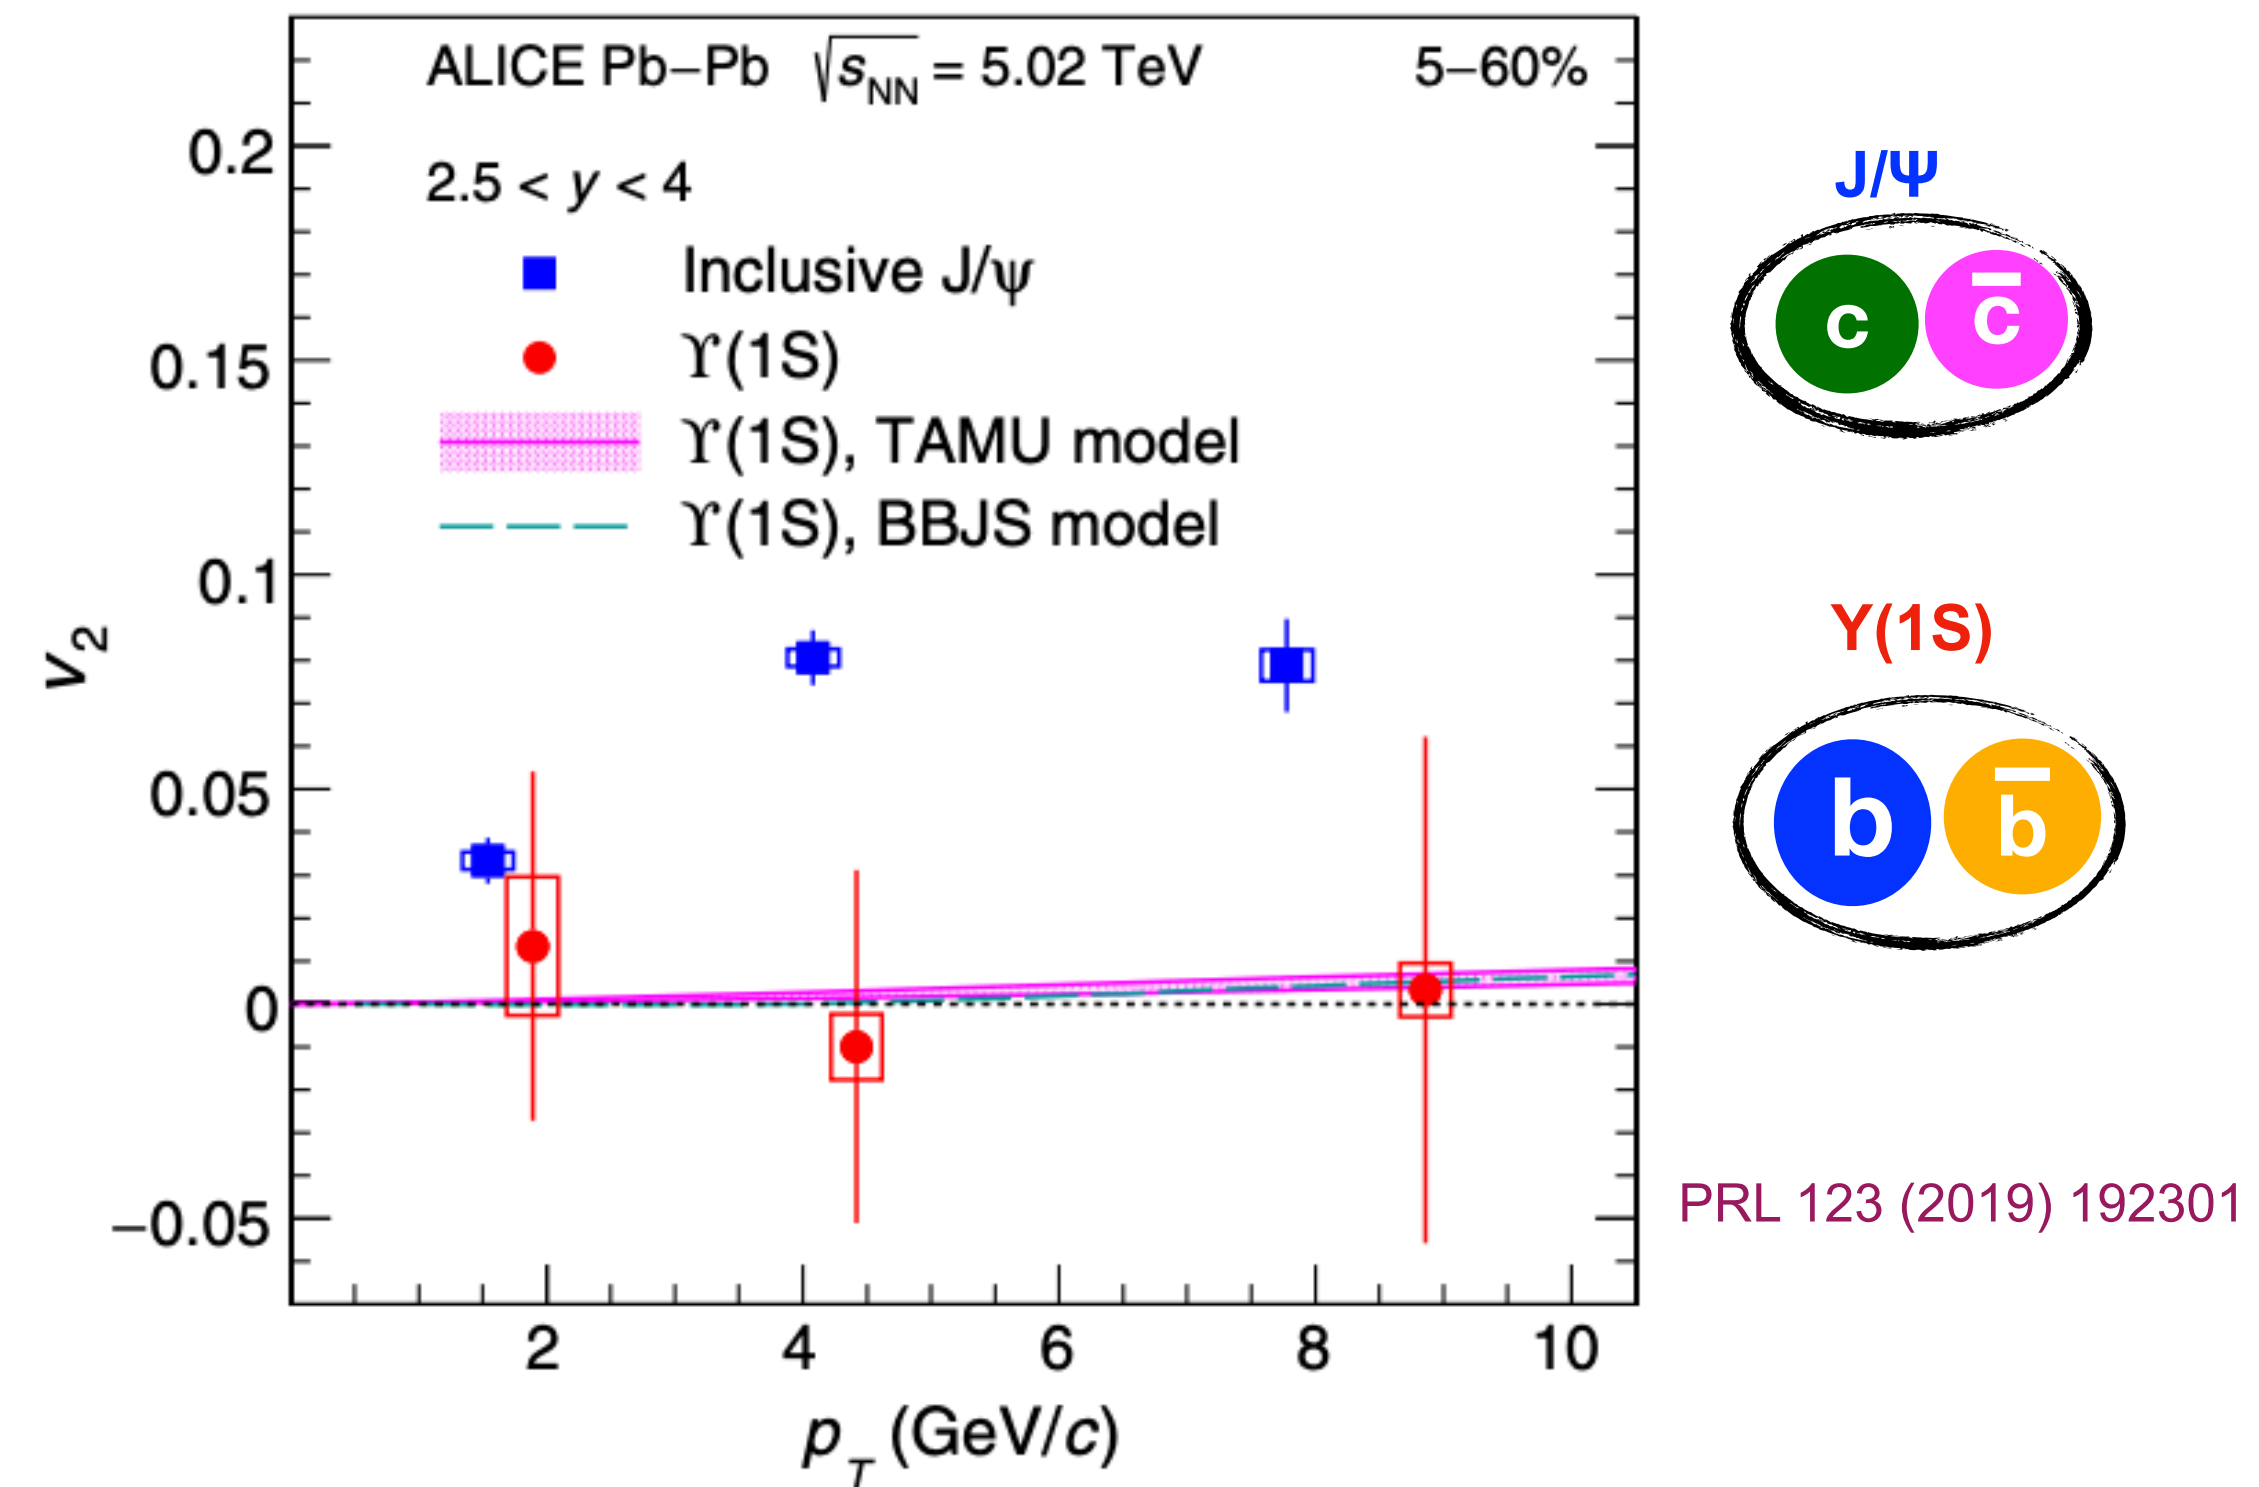 ALICE Pb−Pb √sNN = 5.02 TeV 5−60%
2.5 < y < 4
Inclusive J/ψ
ϒ(1S)
ϒ(1S), TAMU model
ϒ(1S), BBJS model
0.2
0.15
0.1
0.05
0
−0.05
v2
2 4 6 8 10
pT (GeV/c)
J/Ψ
c c̅
Y(1S)
b b̅
PRL 123 (2019) 192301